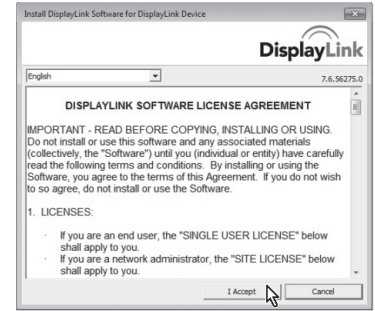 Install DisplayLink Software for DisplayLink Device
DisplayLink
English
7.6.56275.0
DISPLAYLINK SOFTWARE LICENSE AGREEMENT
IMPORTANT - READ BEFORE COPYING, INSTALLING OR USING.
Do not install or use this software and any associated materials
(collectively, the "Software") until you (individual or entity) have carefully
read the following terms and conditions. By installing or using the
Software, you agree to the terms of this Agreement. If you do not wish
to so agree, do not install or use the Software.
1. LICENSES:
· If you are an end user, the "SINGLE USER LICENSE" below
shall apply to you.
· If you are a network administrator, the "SITE LICENSE" below
shall apply to you.
I Accept
Cancel